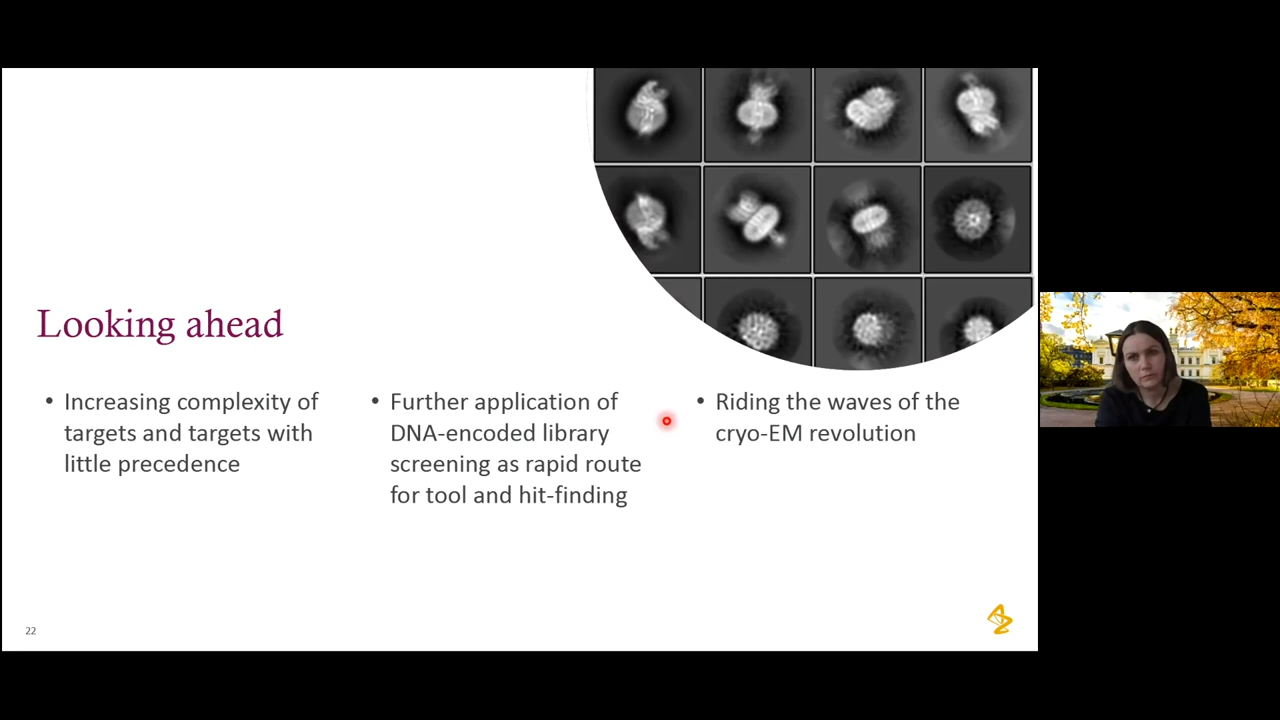 Looking ahead
• Increasing complexity of
targets and targets with
little precedence
• Further application of
DNA-encoded library
screening as rapid route
for tool and hit-finding
• Riding the waves of the
cryo-EM revolution
22